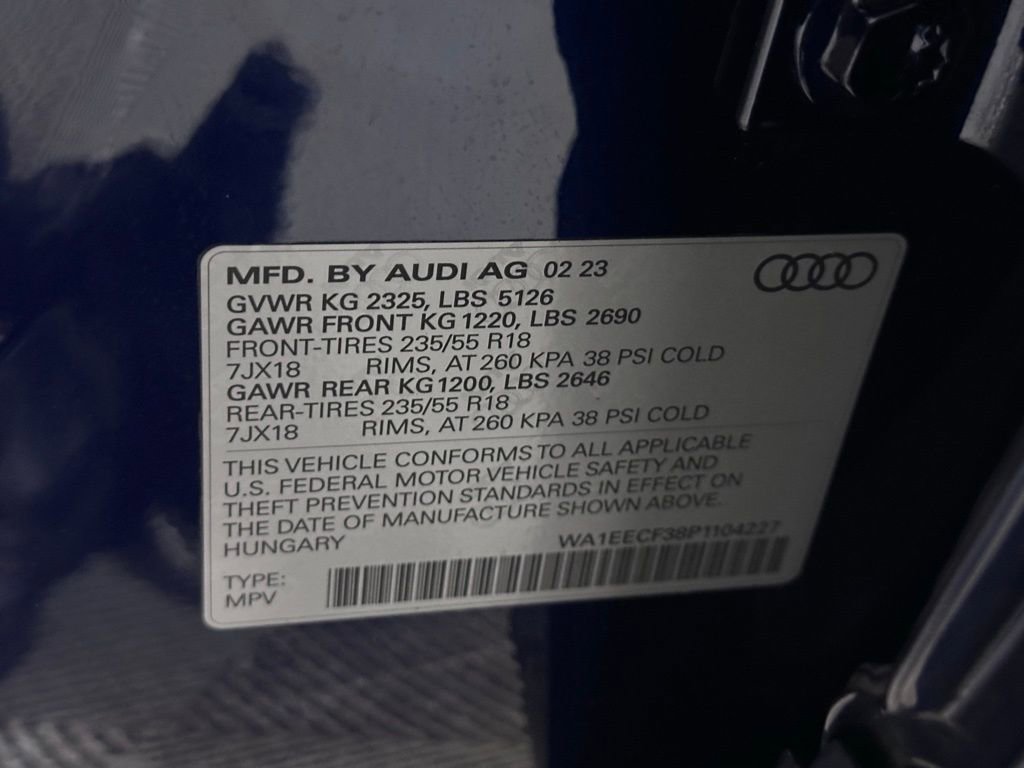 MFD. BY AUDI AG 02 23
GVWR KG 2325, LBS 5126
GAWR FRONT KG 1220, LBS 2690
FRONT-TIRES 235/55 R18
7JX18 RIMS, AT 260 KPA 38 PSI COLD
GAWR REAR KG 1200, LBS 2646
REAR-TIRES 235/55 R18
7JX18 RIMS, AT 260 KPA 38 PSI COLD
THIS VEHICLE CONFORMS TO ALL APPLICABLE
U.S. FEDERAL MOTOR VEHICLE SAFETY AND
THEFT PREVENTION STANDARDS IN EFFECT ON
THE DATE OF MANUFACTURE SHOWN ABOVE.
HUNGARY WA1EECF38P1104227
TYPE:
MPV